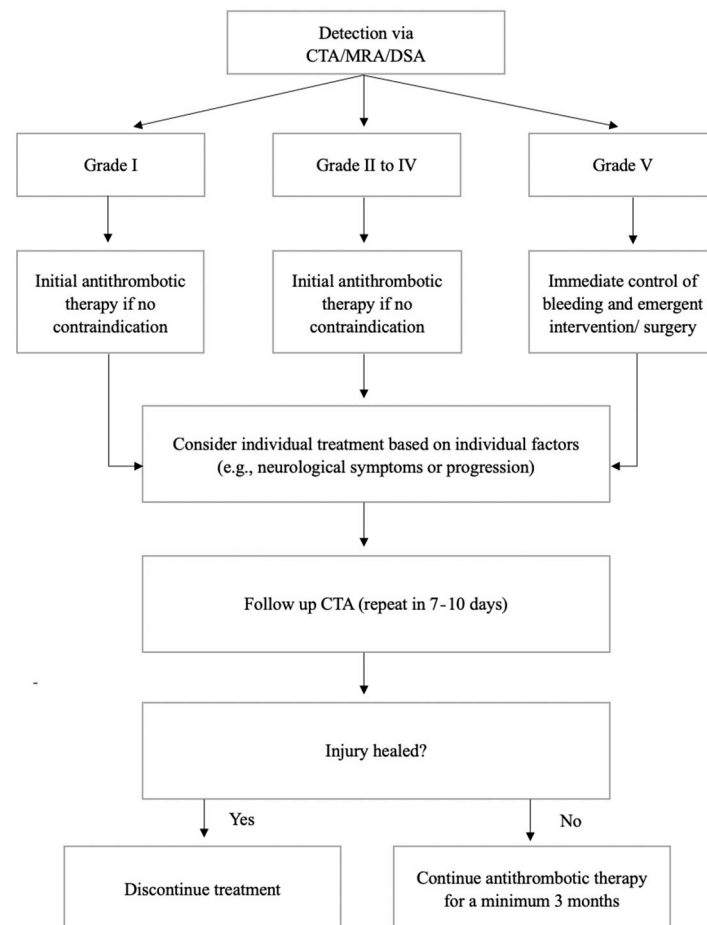 Detection via
CTA/MRA/DSA
Grade I
Grade II to IV
Grade V
Initial antithrombotic
therapy if no
contraindication
Initial antithrombotic
therapy if no
contraindication
Immediate control of
bleeding and emergent
intervention/ surgery
Consider individual treatment based on individual factors
(e.g., neurological symptoms or progression)
Follow up CTA (repeat in 7-10 days)
-
Injury healed?
Yes
No
Discontinue treatment
Continue antithrombotic therapy
for a minimum 3 months